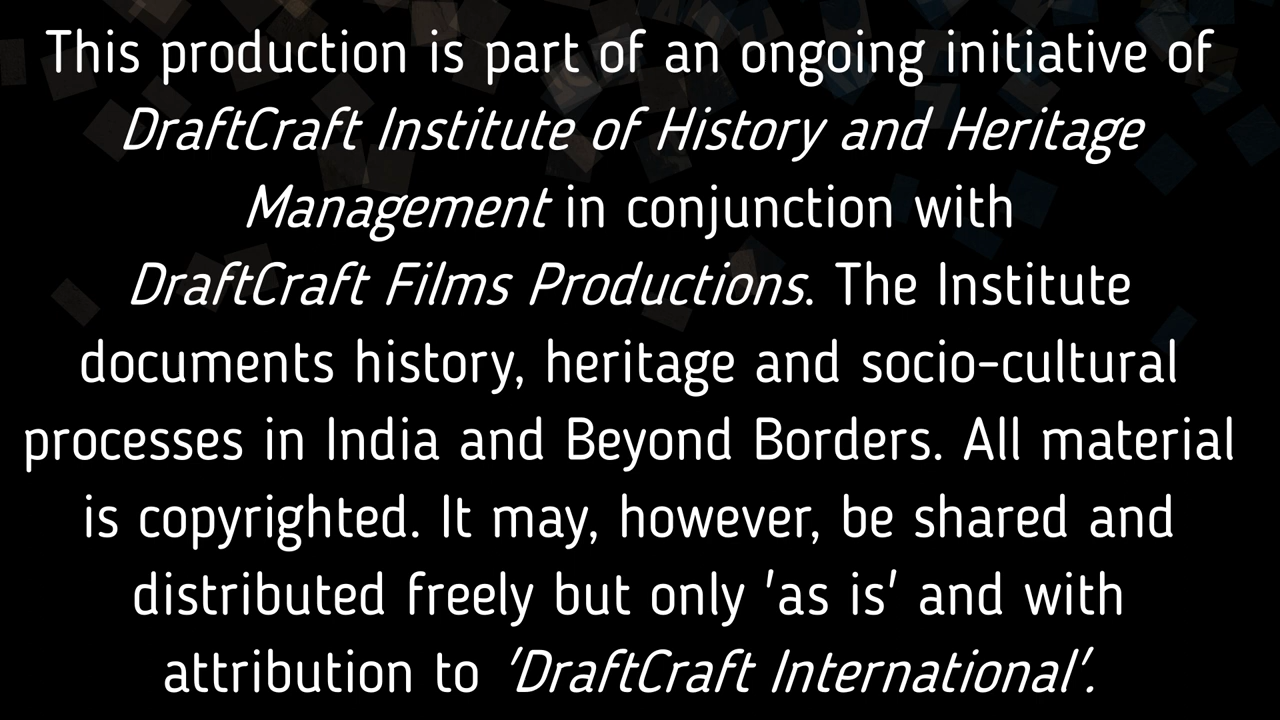 This production is part of an ongoing initiative of
DraftCraft Institute of History and Heritage
Management in conjunction with
DraftCraft Films Productions. The Institute
documents history, heritage and socio-cultural
processes in India and Beyond Borders. All material
is copyrighted. It may, however, be shared and
distributed freely but only 'as is' and with
attribution to 'DraftCraft International'.